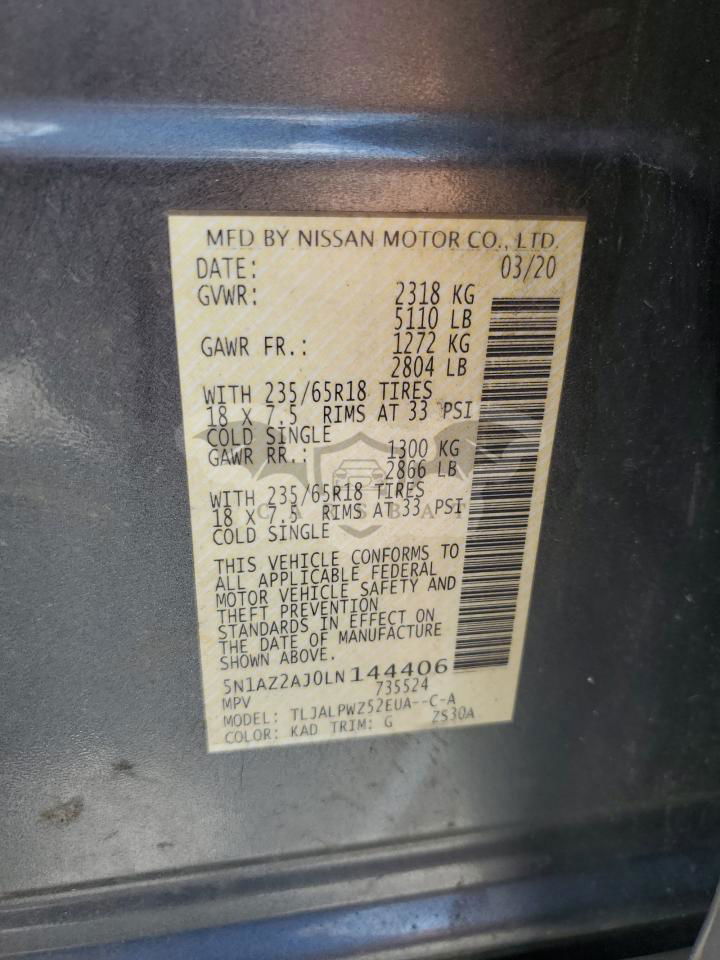 MFD BY NISSAN MOTOR CO., LTD.
DATE: 03/20
GVWR: 2318 KG
5110 LB
GAWR FR.: 1272 KG
2804 LB
WITH 235/65R18 TIRES
18 X 7.5 RIMS AT 33 PSI
COLD SINGLE
GAWR RR.: 1300 KG
2866 LB
WITH 235/65R18 TIRES
18 X 7.5 RIMS AT 33 PSI
CARSBAT
COLD SINGLE
THIS VEHICLE CONFORMS TO
ALL APPLICABLE FEDERAL
MOTOR VEHICLE SAFETY AND
THEFT PREVENTION
STANDARDS IN EFFECT ON
THE DATE OF MANUFACTURE
SHOWN ABOVE.
5N1AZ2AJ0LN144406
MPV 735524
MODEL: TLJALPWZ52EUA--C-A
COLOR: KAD TRIM: G ZS30A